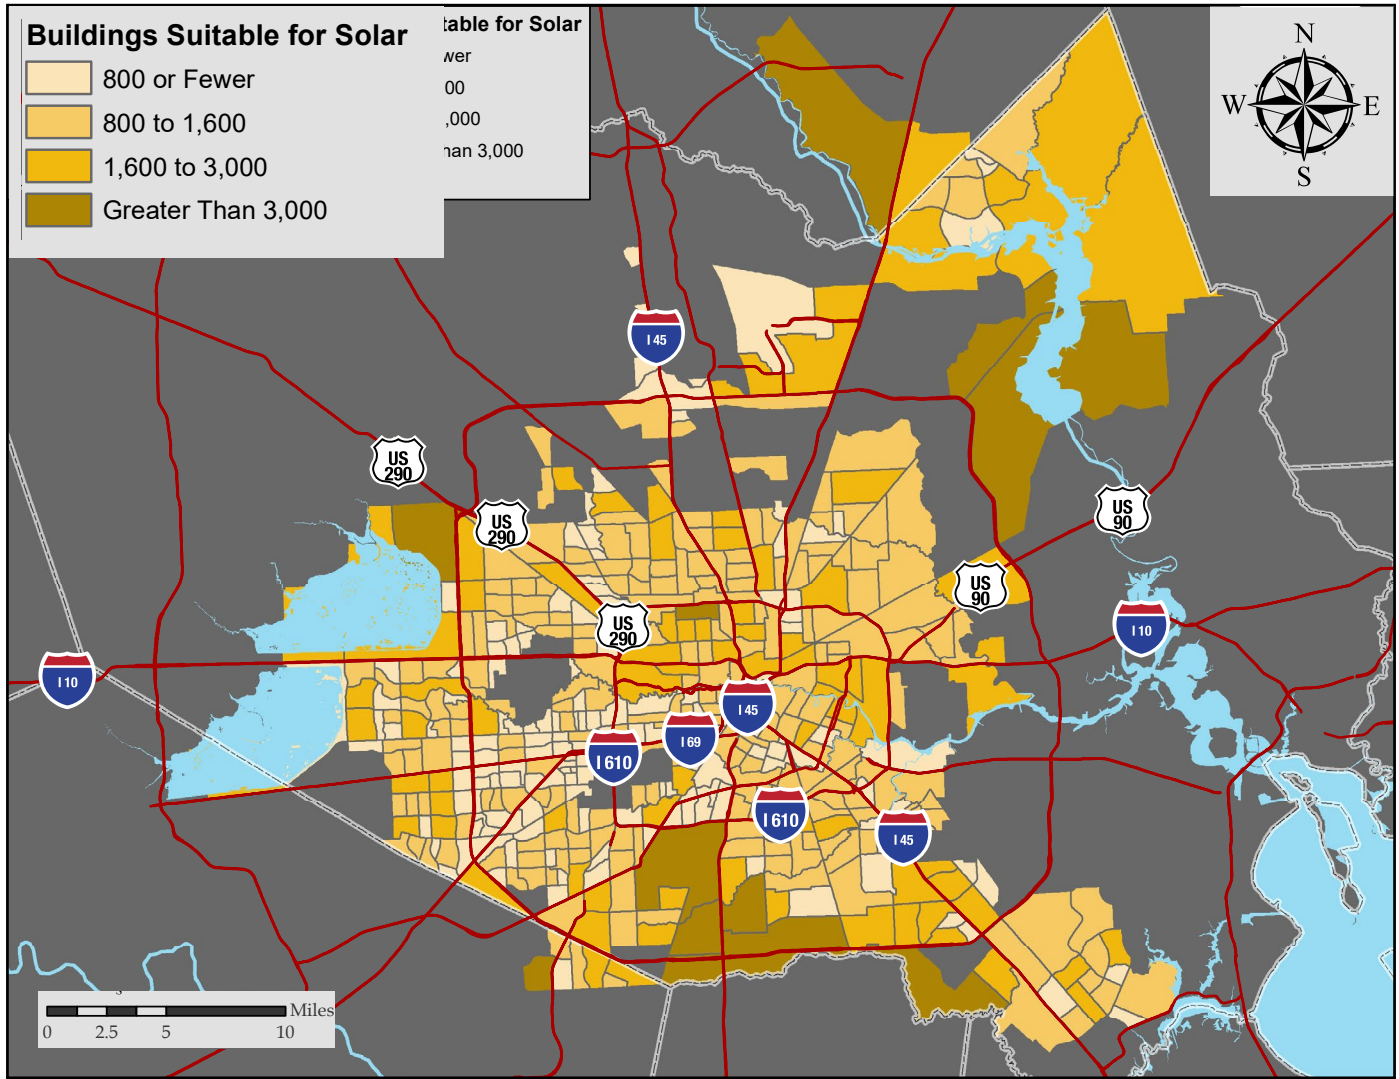 Buildings Suitable for Solar
800 or Fewer
800 to 1,600
1,600 to 3,000
Greater Than 3,000
table for Solar
wer
00
,000
han 3,000
N
W
E
S
I 45
US
290
US
290
US
90
US
90
US
290
I 10
I 10
I 45
I 69
I 610
I 610
I 45
Miles
0
2.5
5
10